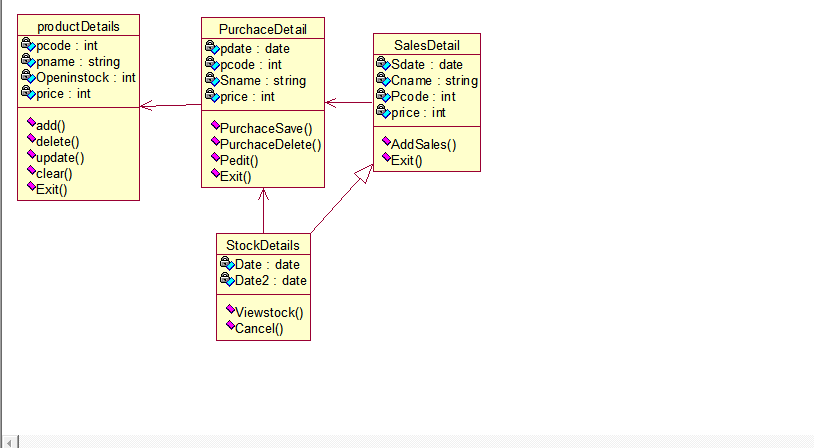 productDetails
pcode : int
pname : string
Openinstock : int
price : int
add()
delete()
update()
clear()
Exit()
PurchaceDetail
pdate : date
pcode : int
Sname : string
price : int
PurchaceSave()
PurchaceDelete()
Pedit()
Exit()
SalesDetail
Sdate : date
Cname : string
Pcode : int
price : int
AddSales()
Exit()
StockDetails
Date : date
Date2 : date
Viewstock()
Cancel()